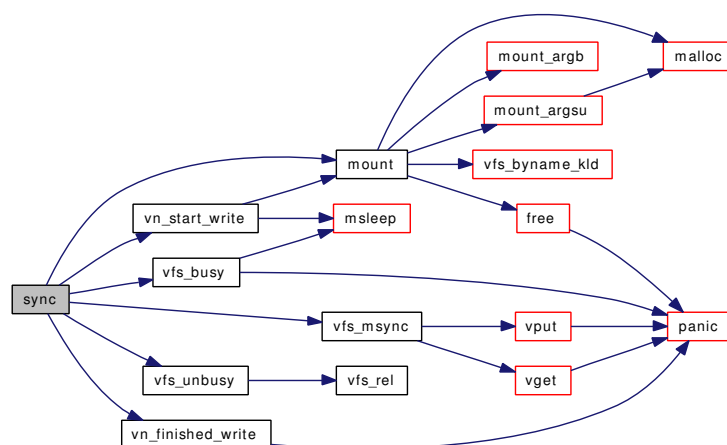 mount_argb
malloc
mount_argsu
mount
vfs_byname_kld
vn_start_write
msleep
free
vfs_busy
sync
vfs_msync
vput
panic
vfs_unbusy
vfs_rel
vget
vn_finished_write